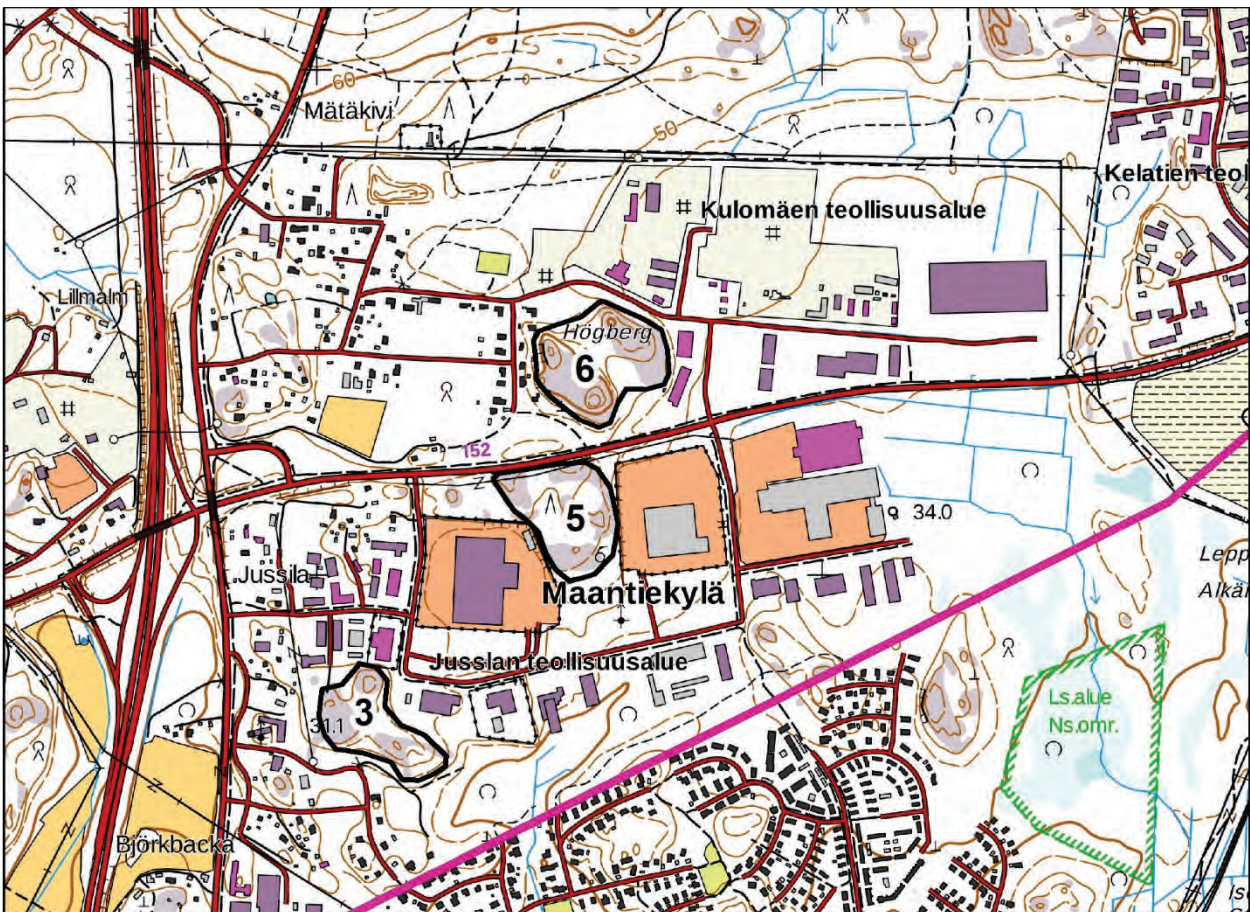 60
Mätäkivi
50
Kelatien teol
Kulomäen teollisuusalue
Lillmalm
Högberg
6
152
5
34.0
Lepp
Alkär
Jussila
Maantiekylä
Jusslan teollisuusalue
Ls.alue
Ns.omr.
3
31.1
Björkbacka
Is